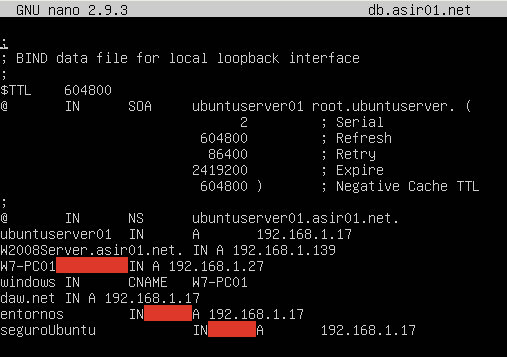 GNU nano 2.9.3 db.asir01.net
;
; BIND data file for local loopback interface
;
$TTL 604800
@ IN SOA ubuntuserver01 root.ubuntuserver. (
2 ; Serial
604800 ; Refresh
86400 ; Retry
2419200 ; Expire
604800 ) ; Negative Cache TTL
;
@ IN NS ubuntuserver01.asir01.net.
ubuntuserver01 IN A 192.168.1.17
W2008Server.asir01.net. IN A 192.168.1.139
W7-PC01 IN A 192.168.1.27
windows IN CNAME W7-PC01
daw.net IN A 192.168.1.17
entornos IN A 192.168.1.17
seguroUbuntu IN A 192.168.1.17